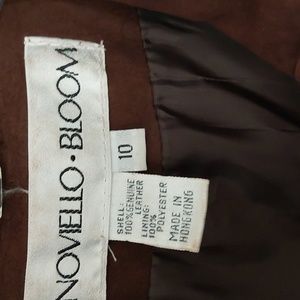 NOVIELLO • BLOOM
10
SHELL:
100% GENUINE
LEATHER
LINING:
100%
POLYESTER
MADE IN
HONG KONG